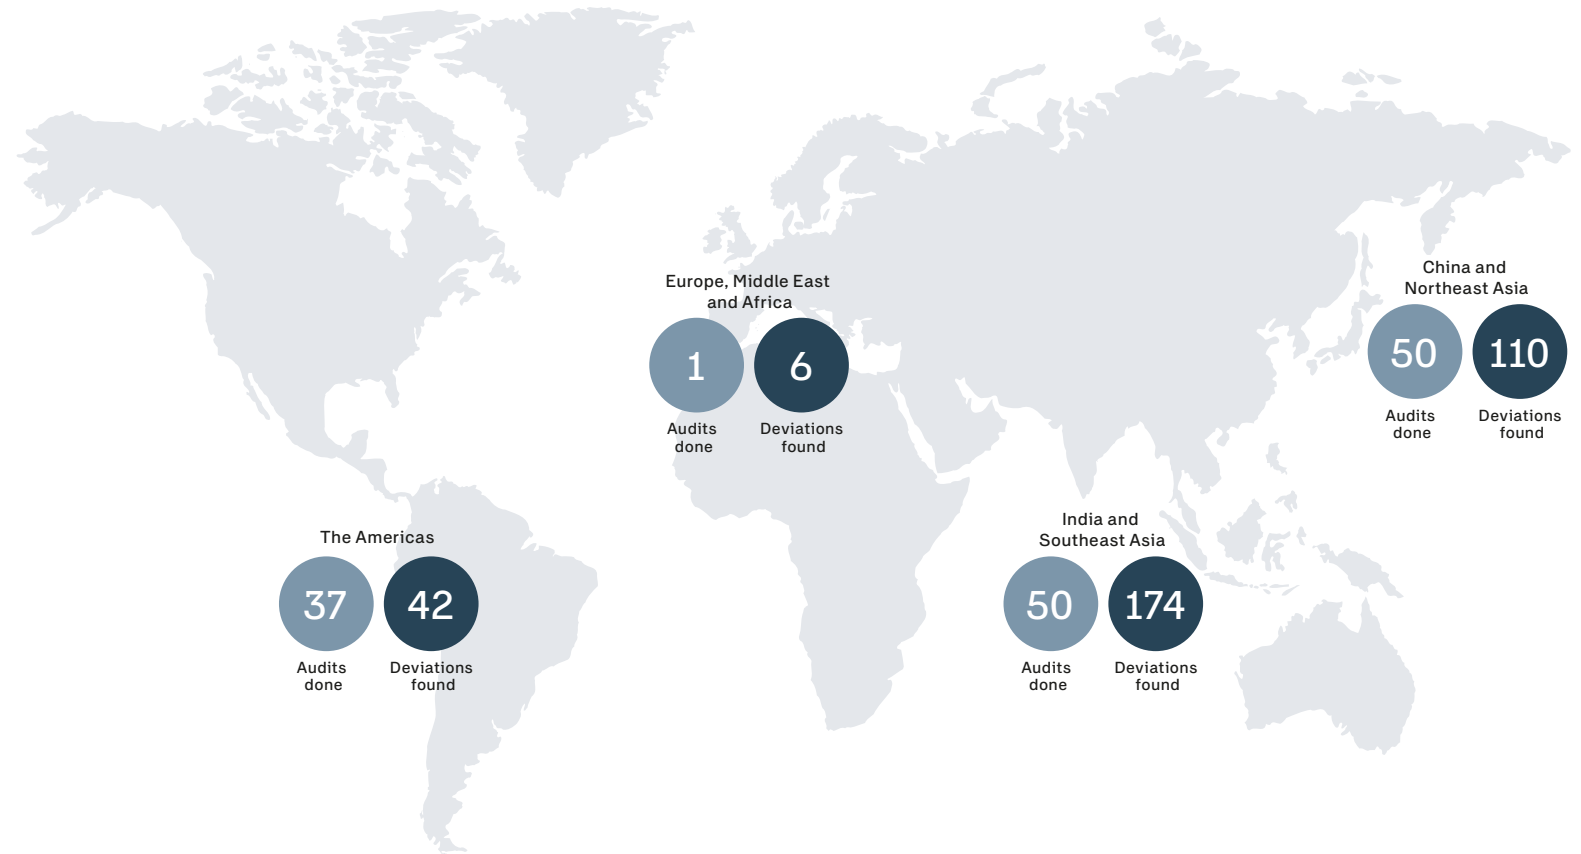 Europe, Middle East
and Africa
1
6
Audits
done
Deviations
found
China and
Northeast Asia
50
110
Audits
done
Deviations
found
The Americas
37
42
Audits
done
Deviations
found
India and
Southeast Asia
50
174
Audits
done
Deviations
found